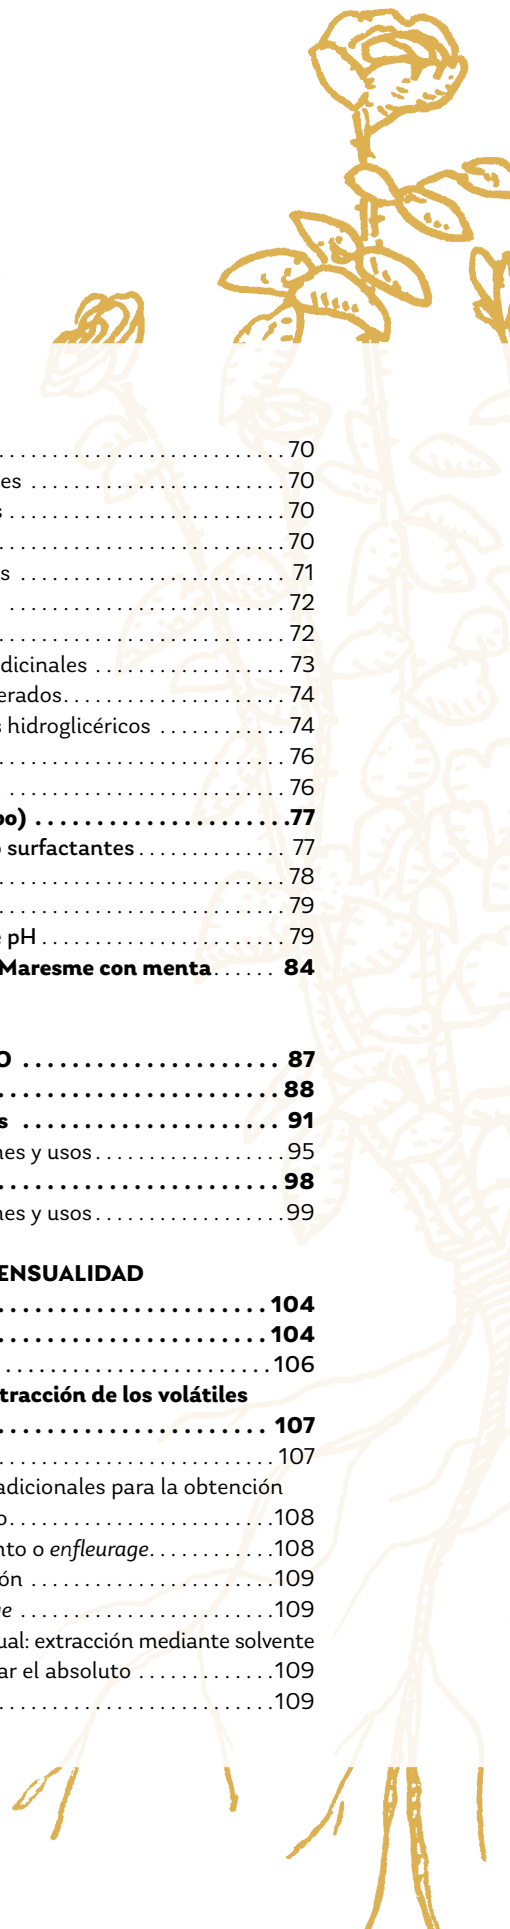 ............................ 70
es ......................... 70
s ........................... 70
............................ 70
s .......................... 71
........................... 72
............................ 72
dicinales .................. 73
erados..................... 74
s hidroglicéricos ............ 74
............................ 76
........................... 76
oo) ......................77
o surfactantes.............. 77
............................ 78
............................ 79
e pH....................... 79
Maresme con menta...... 84
O ...................... 87
........................ 88
s ...................... 91
nes y usos.................. 95
........................ 98
nes y usos..................99
ENSUALIDAD
....................... 104
....................... 104
..........................106
tracción de los volátiles
....................... 107
........................... 107
adicionales para la obtención
o..........................108
nto o enfleurage............108
ón ........................109
e .........................109
ual: extracción mediante solvente
ar el absoluto .............109
...........................109